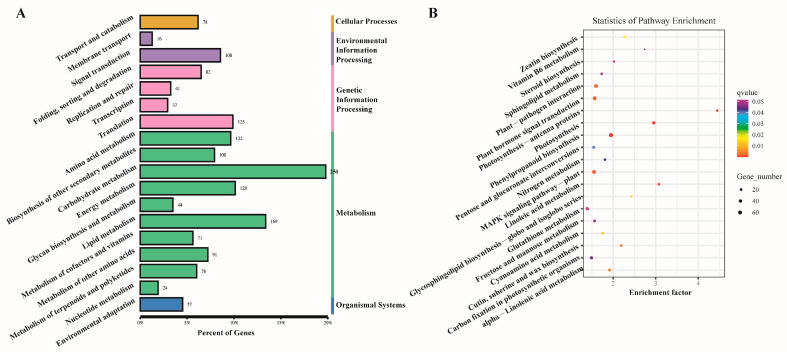 A
Transport and catabolism
78
Membrane transport
16
Signal transduction
108
Folding, sorting and degradation
82
Replication and repair
41
Transcription
37
Translation
125
Amino acid metabolism
122
Biosynthesis of other secondary metabolites
100
Carbohydrate metabolism
250
Energy metabolism
128
Glycan biosynthesis and metabolism
44
Lipid metabolism
169
Metabolism of cofactors and vitamins
71
Metabolism of other amino acids
91
Metabolism of terpenoids and polyketides
76
Nucleotide metabolism
24
Environmental adaptation
57
Cellular Processes
Environmental
Information
Processing
Genetic
Information
Processing
Metabolism
Organismal Systems
0% 5% 10% 15% 20%
Percent of Genes
B
Statistics of Pathway Enrichment
Zeatin biosynthesis
Vitamin B6 metabolism
Steroid biosynthesis
Sphingolipid metabolism
Plant−pathogen interaction
Plant hormone signal transduction
Photosynthesis−antenna proteins
Photosynthesis
Phenylpropanoid biosynthesis
Pentose and glucuronate interconversions
Nitrogen metabolism
MAPK signaling pathway−plant
Linoleic acid metabolism
Glycosphingolipid biosynthesis−globo and isoglobo series
Glutathione metabolism
Fructose and mannose metabolism
Cyanoamino acid metabolism
Cutin, suberine and wax biosynthesis
Carbon fixation in photosynthetic organisms
alpha−Linolenic acid metabolism
2 3 4
Enrichment factor
qvalue
0.05
0.04
0.03
0.02
0.01
Gene_number
20
40
60